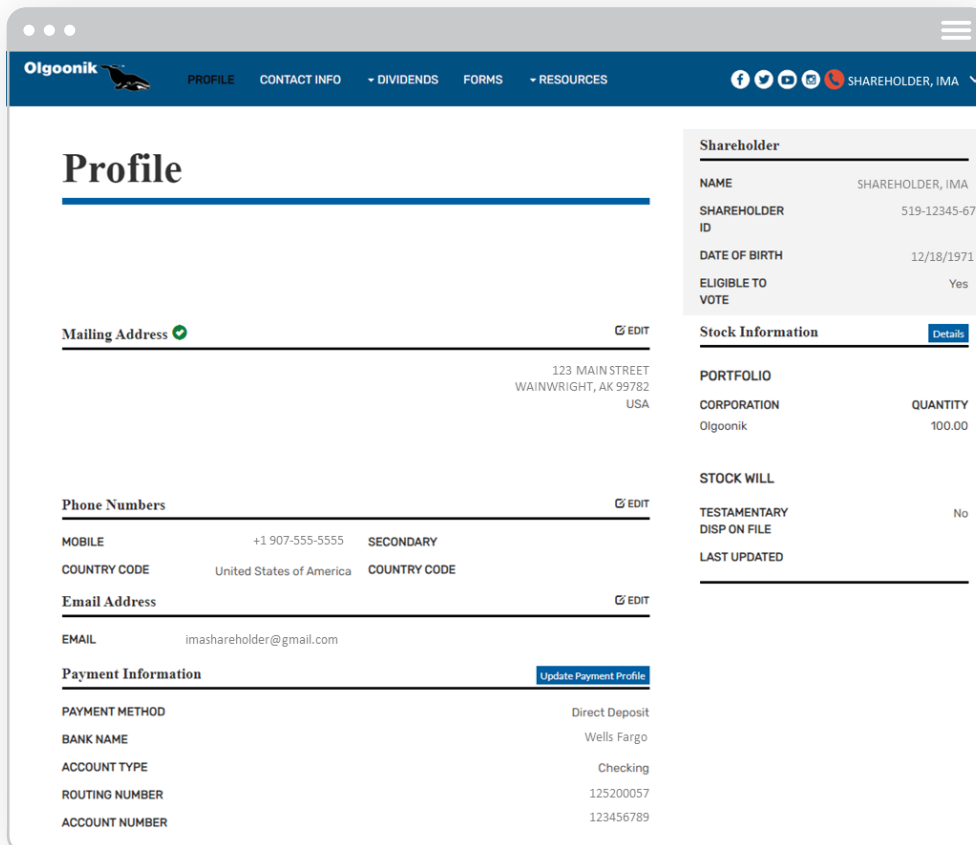 Olgoonik PROFILE CONTACT INFO DIVIDENDS FORMS RESOURCES SHAREHOLDER, IMA
Profile
Mailing Address EDIT
123 MAIN STREET
WAINWRIGHT, AK 99782
USA
Phone Numbers EDIT
MOBILE +1 907-555-5555 SECONDARY
COUNTRY CODE United States of America COUNTRY CODE
Email Address EDIT
EMAIL imashareholder@gmail.com
Payment Information Update Payment Profile
PAYMENT METHOD Direct Deposit
BANK NAME Wells Fargo
ACCOUNT TYPE Checking
ROUTING NUMBER 125200057
ACCOUNT NUMBER 123456789
Shareholder
NAME SHAREHOLDER, IMA
SHAREHOLDER 519-12345-67
ID
DATE OF BIRTH 12/18/1971
ELIGIBLE TO Yes
VOTE
Stock Information Details
PORTFOLIO
CORPORATION QUANTITY
Olgoonik 100.00
STOCK WILL
TESTAMENTARY No
DISP ON FILE
LAST UPDATED